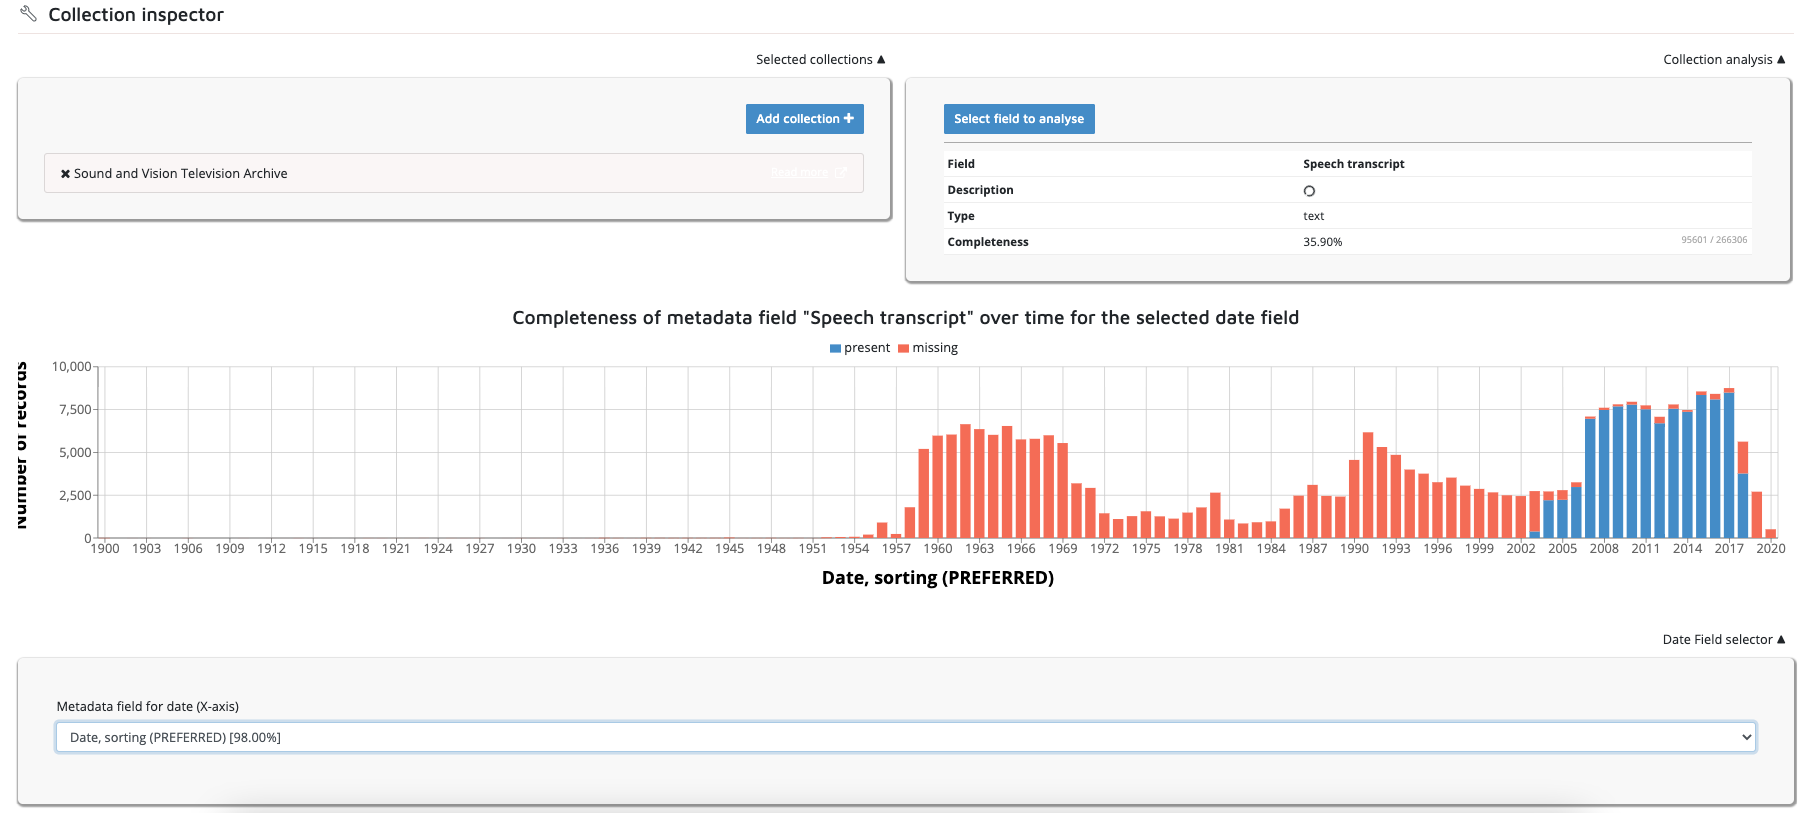 Collection inspector
Selected collections ▲
Collection analysis ▲
Add collection +
Select field to analyse
✖ Sound and Vision Television Archive
Read more
Field Speech transcript
Description
Type text
Completeness 35.90% 95601 / 266306
Completeness of metadata field "Speech transcript" over time for the selected date field
present missing
Number of records
10,000
7,500
5,000
2,500
0
1900 1903 1906 1909 1912 1915 1918 1921 1924 1927 1930 1933 1936 1939 1942 1945 1948 1951 1954 1957 1960 1963 1966 1969 1972 1975 1978 1981 1984 1987 1990 1993 1996 1999 2002 2005 2008 2011 2014 2017 2020
Date, sorting (PREFERRED)
Date Field selector ▲
Metadata field for date (X-axis)
Date, sorting (PREFERRED) [98.00%]